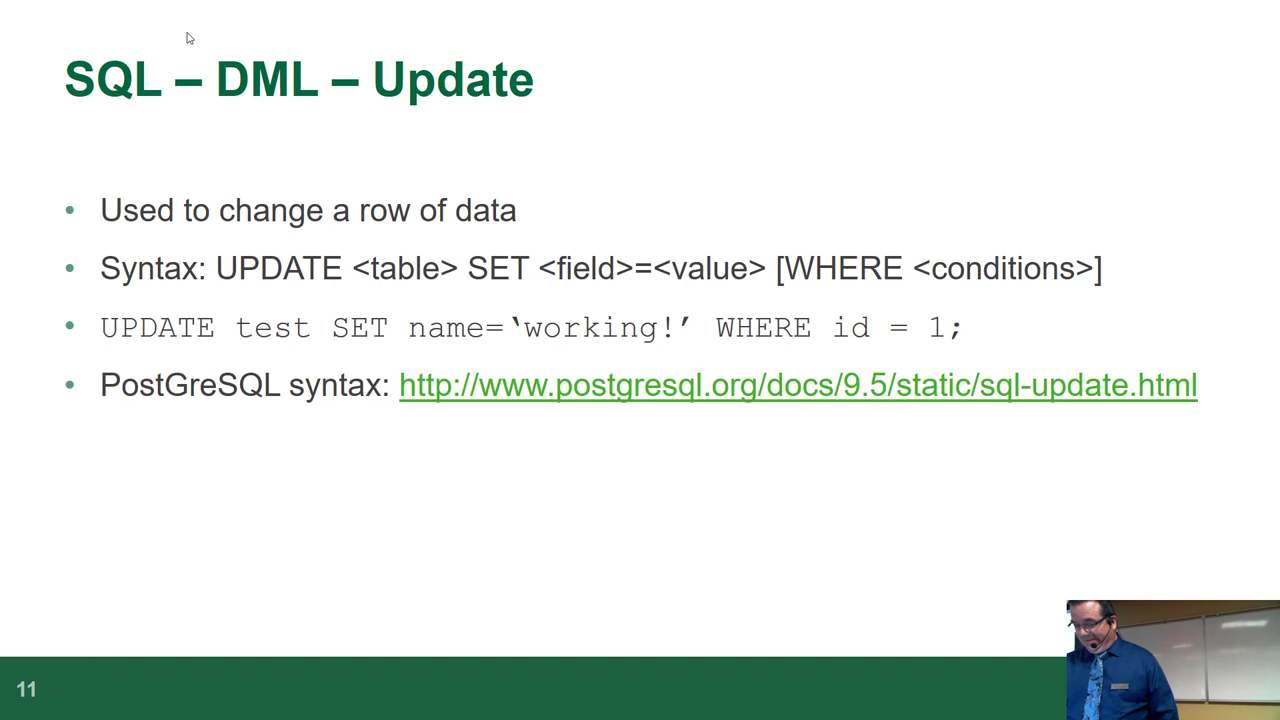 SQL – DML – Update
• Used to change a row of data
• Syntax: UPDATE <table> SET <field>=<value> [WHERE <conditions>]
• UPDATE test SET name=‘working!’ WHERE id = 1;
• PostGreSQL syntax: http://www.postgresql.org/docs/9.5/static/sql-update.html
11